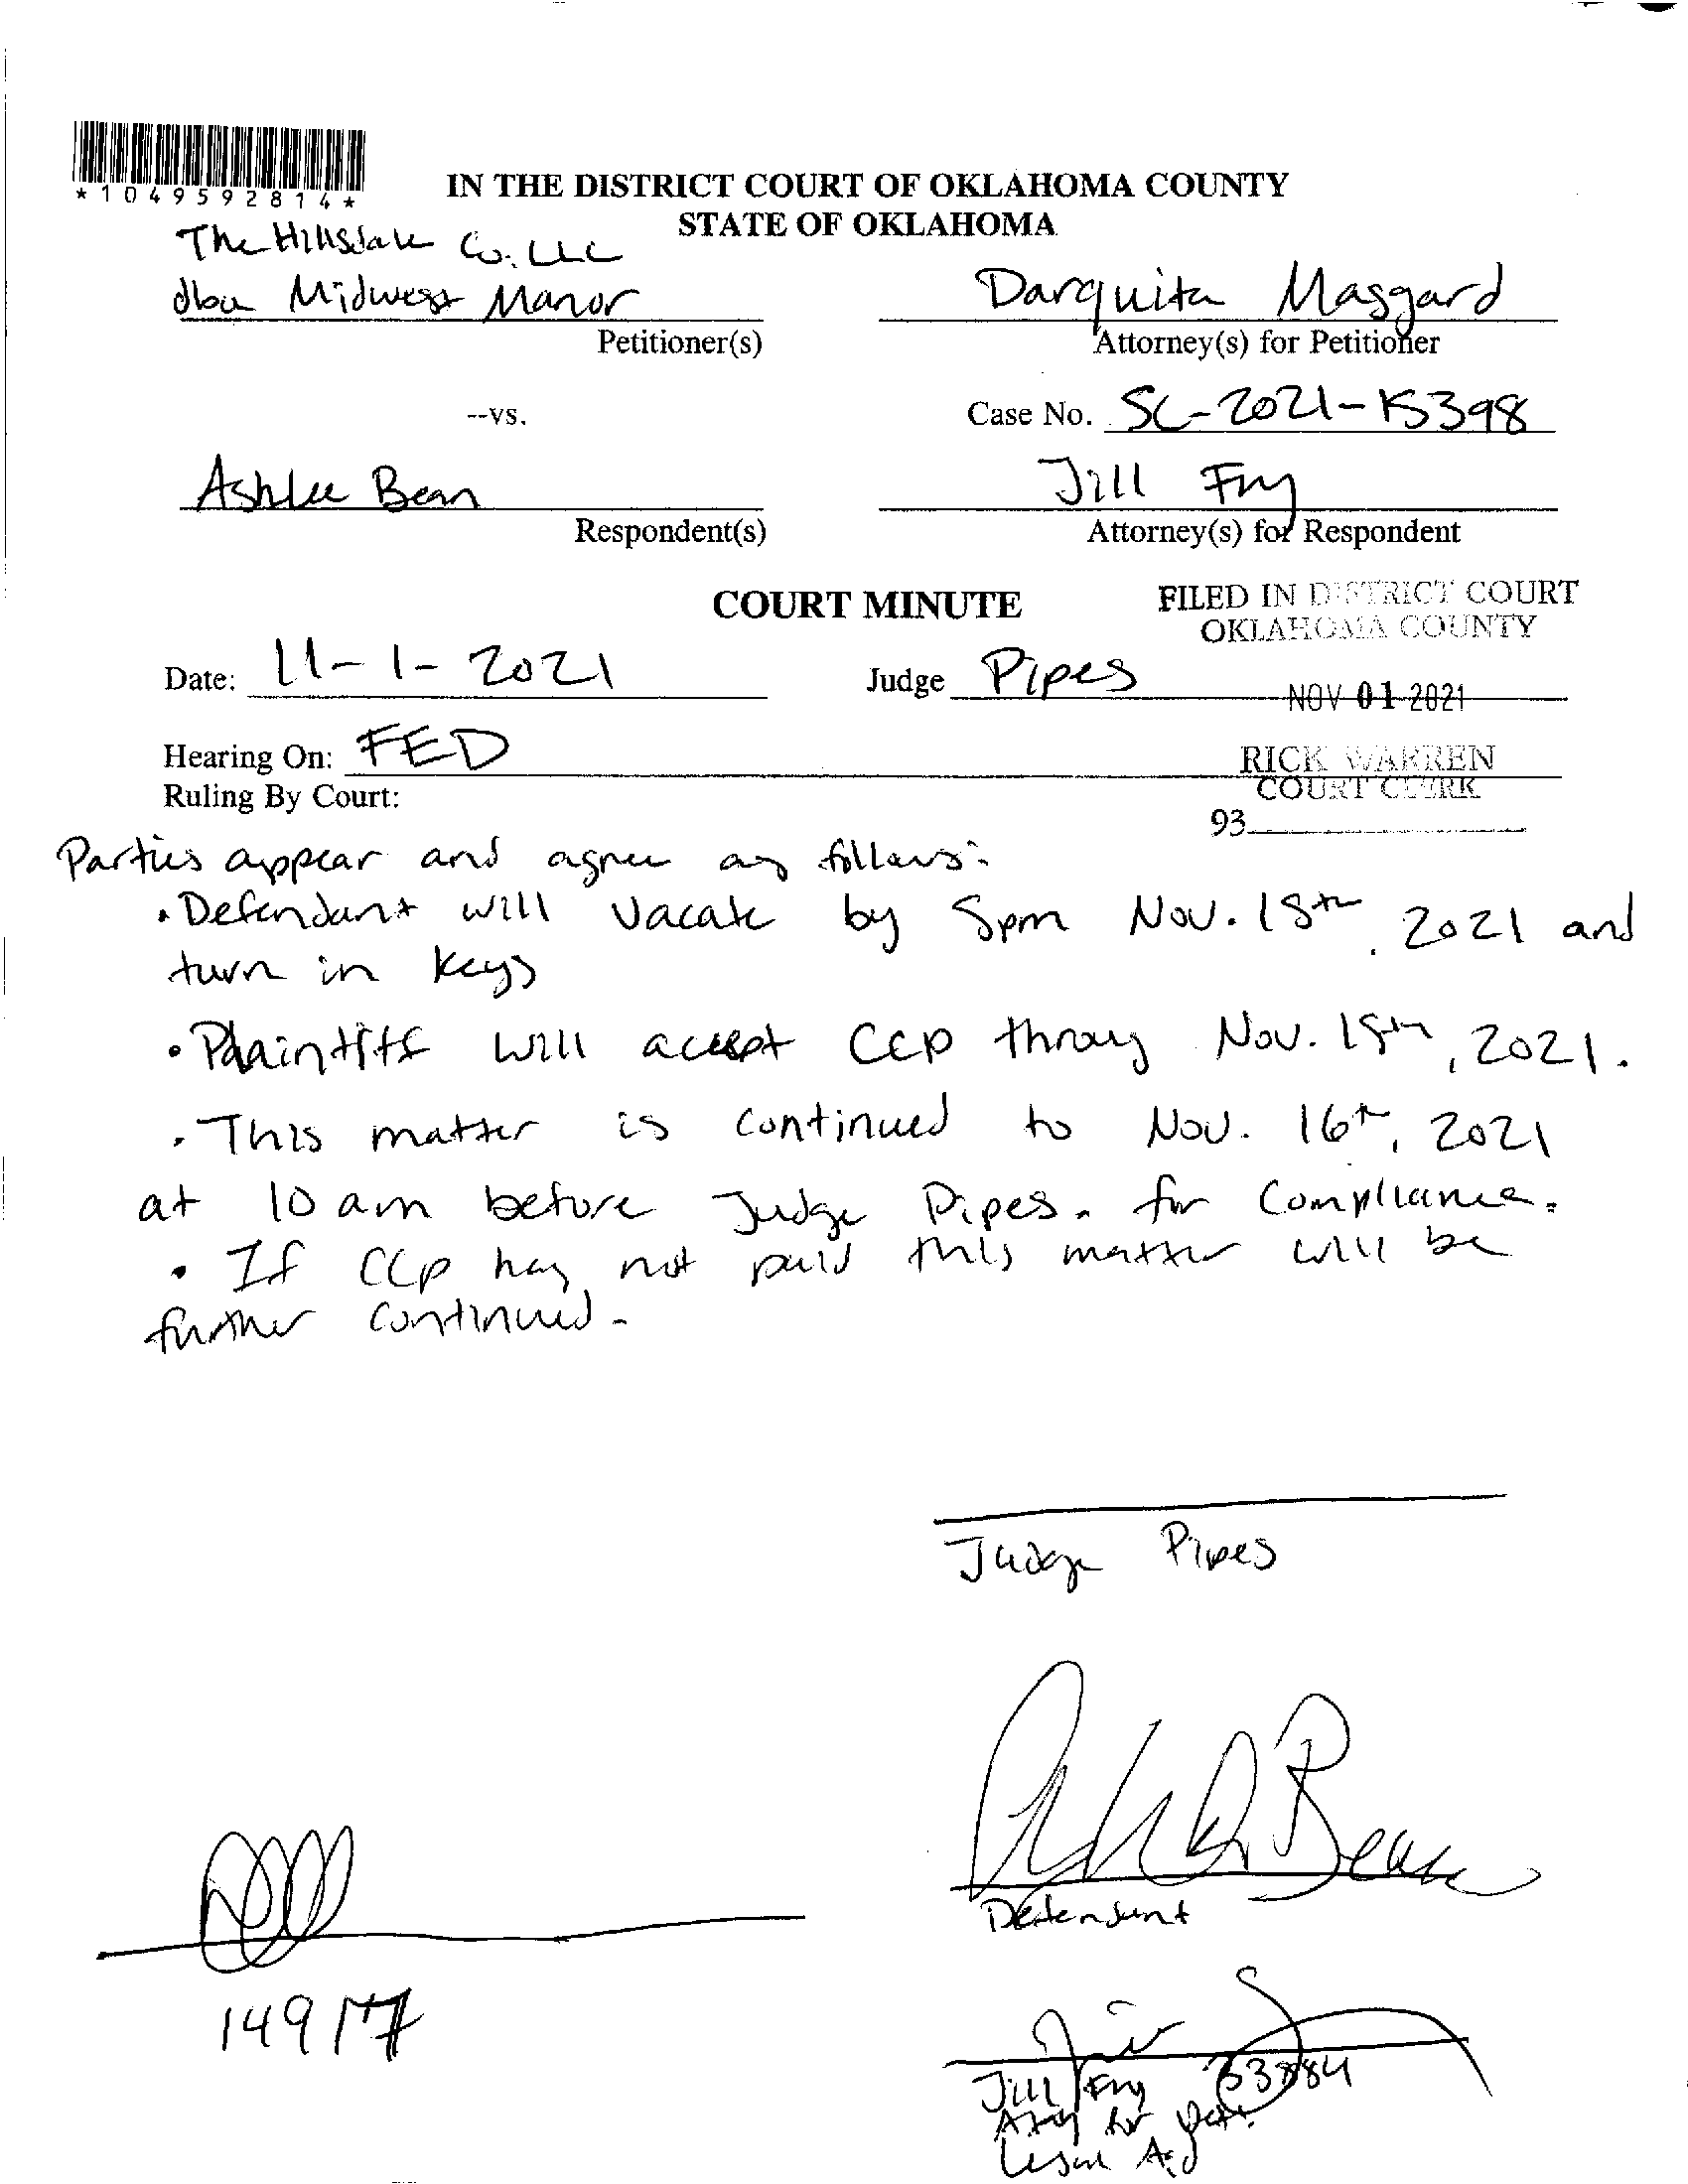 *1049592814*
IN THE DISTRICT COURT OF OKLAHOMA COUNTY
STATE OF OKLAHOMA
The Hillsdale Co. LLC
dba Midwest Manor
Petitioner(s)
Darquita Maggard
Attorney(s) for Petitioner
--vs.
Case No. SC-2021-15398
Ashlee Bean
Respondent(s)
Jill Fry
Attorney(s) for Respondent
COURT MINUTE
FILED IN DISTRICT COURT
OKLAHOMA COUNTY
Date: 11-1-2021
Judge Pipes
NOV 01 2021
Hearing On: FED
RICK WARREN
COURT CLERK
Ruling By Court:
93
Parties appear and agree as follows:
• Defendant will vacate by 5pm Nov. 15th, 2021 and
turn in keys
• Plaintiff will accept CCP throug Nov. 15th, 2021.
• This matter is continued to Nov. 16th, 2021
at 10 am before Judge Pipes. for Compliance.
• If CCP has not paid this matter will be
further continued.
Judge Pipes
Bean
Defendant
Jill Fry
Atty for Def.
Legal Aid